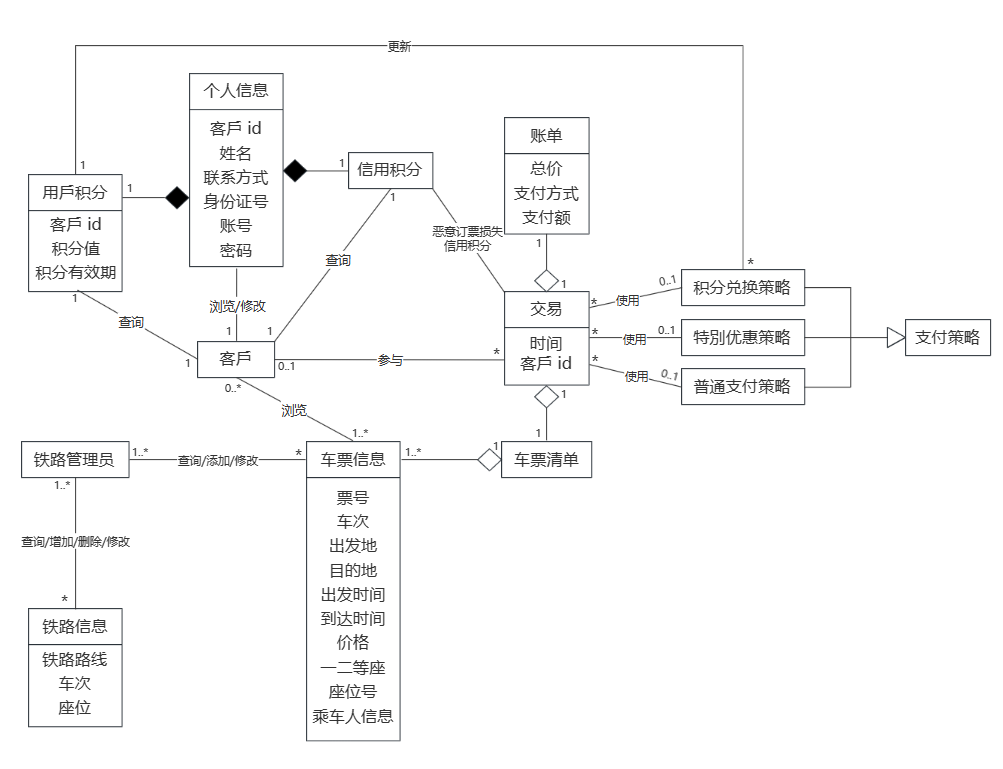 更新
个人信息
客戶 id
姓名
联系方式
身份证号
账号
密码
1
用戶积分
客戶 id
积分值
积分有效期
1
1
信用积分
1
1
账单
总价
支付方式
支付额
1
恶意订票损失
信用积分
查询
浏览/修改
查询
1
1
1
客戶
0..1
0..*
参与
*
1
交易
时间
客戶 id
1
*
使用
0..1
*
积分兑换策略
*
使用
0..1
特別优惠策略
*
使用
0..1
普通支付策略
支付策略
浏览
1..*
铁路管理员
1..*
查询/添加/修改
*
车票信息
1..*
1
1
车票清单
票号
车次
出发地
目的地
出发时间
到达时间
价格
一二等座
座位号
乘车人信息
1..*
查询/增加/删除/修改
*
铁路信息
铁路路线
车次
座位